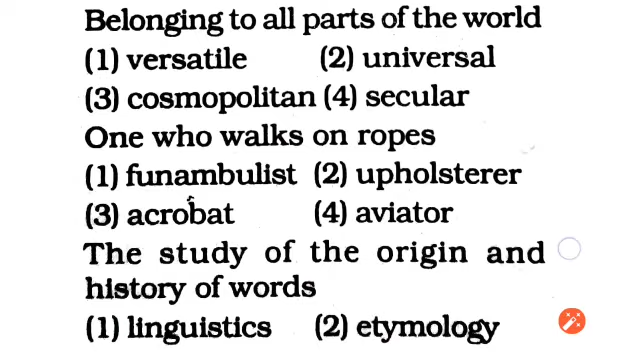 Belonging to all parts of the world
(1) versatile (2) universal
(3) cosmopolitan (4) secular
One who walks on ropes
(1) funambulist (2) upholsterer
(3) acrobat (4) aviator
The study of the origin and
history of words
(1) linguistics (2) etymology